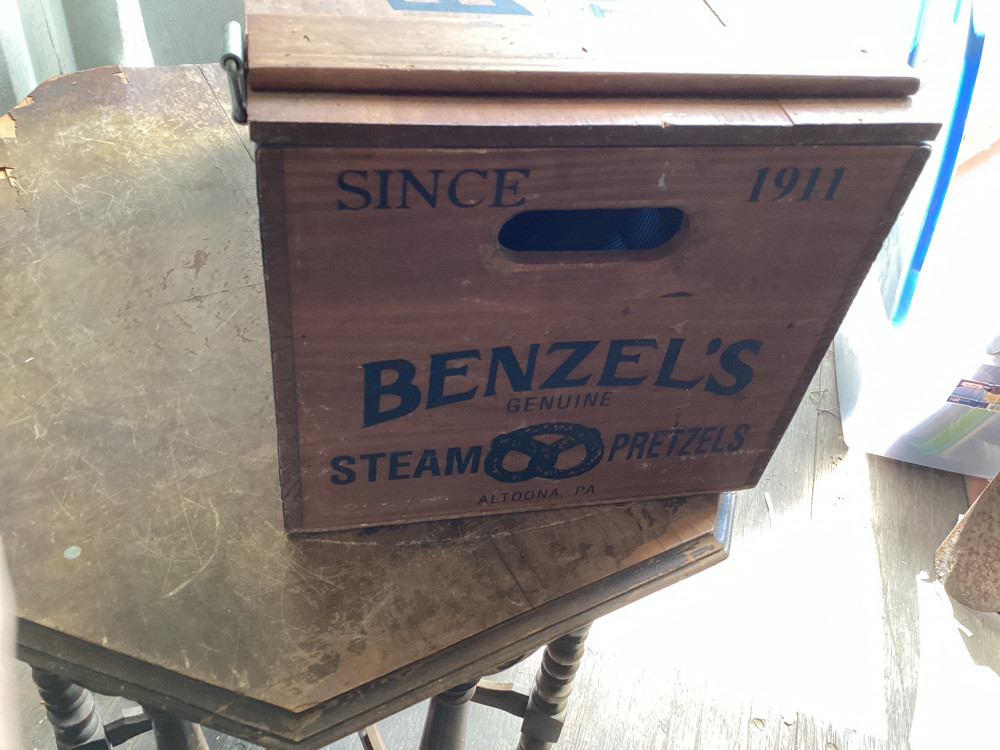 SINCE 1911
BENZEL'S
GENUINE
STEAM PRETZELS
ALTOONA, PA